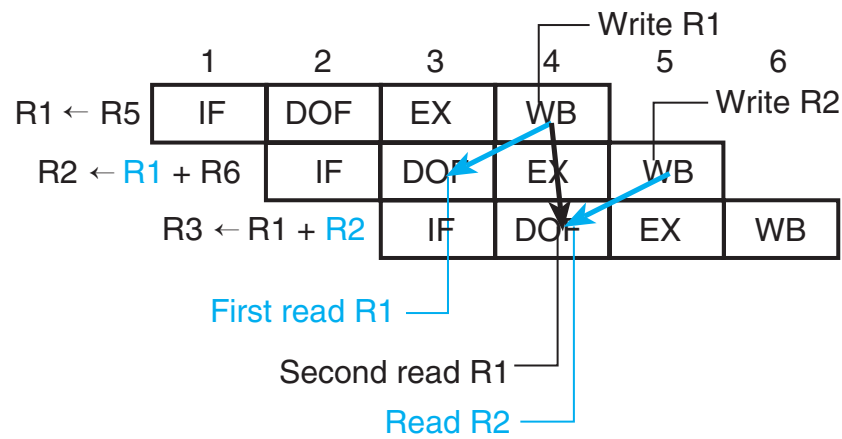 Write R1
1 2 3 4 5 6
R1 ← R5 IF DOF EX WB Write R2
R2 ← R1 + R6 IF DOF EX WB
R3 ← R1 + R2 IF DOF EX WB
First read R1
Second read R1
Read R2